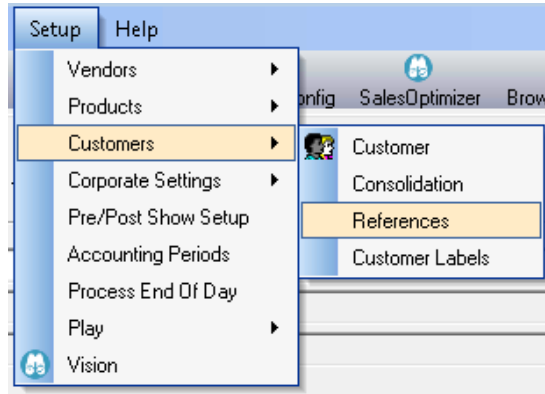 Setup Help
Vendors
Products
Customers
Corporate Settings
Pre/Post Show Setup
Accounting Periods
Process End Of Day
Play
Vision
onfig SalesOptimizer Brow
Customer
Consolidation
References
Customer Labels